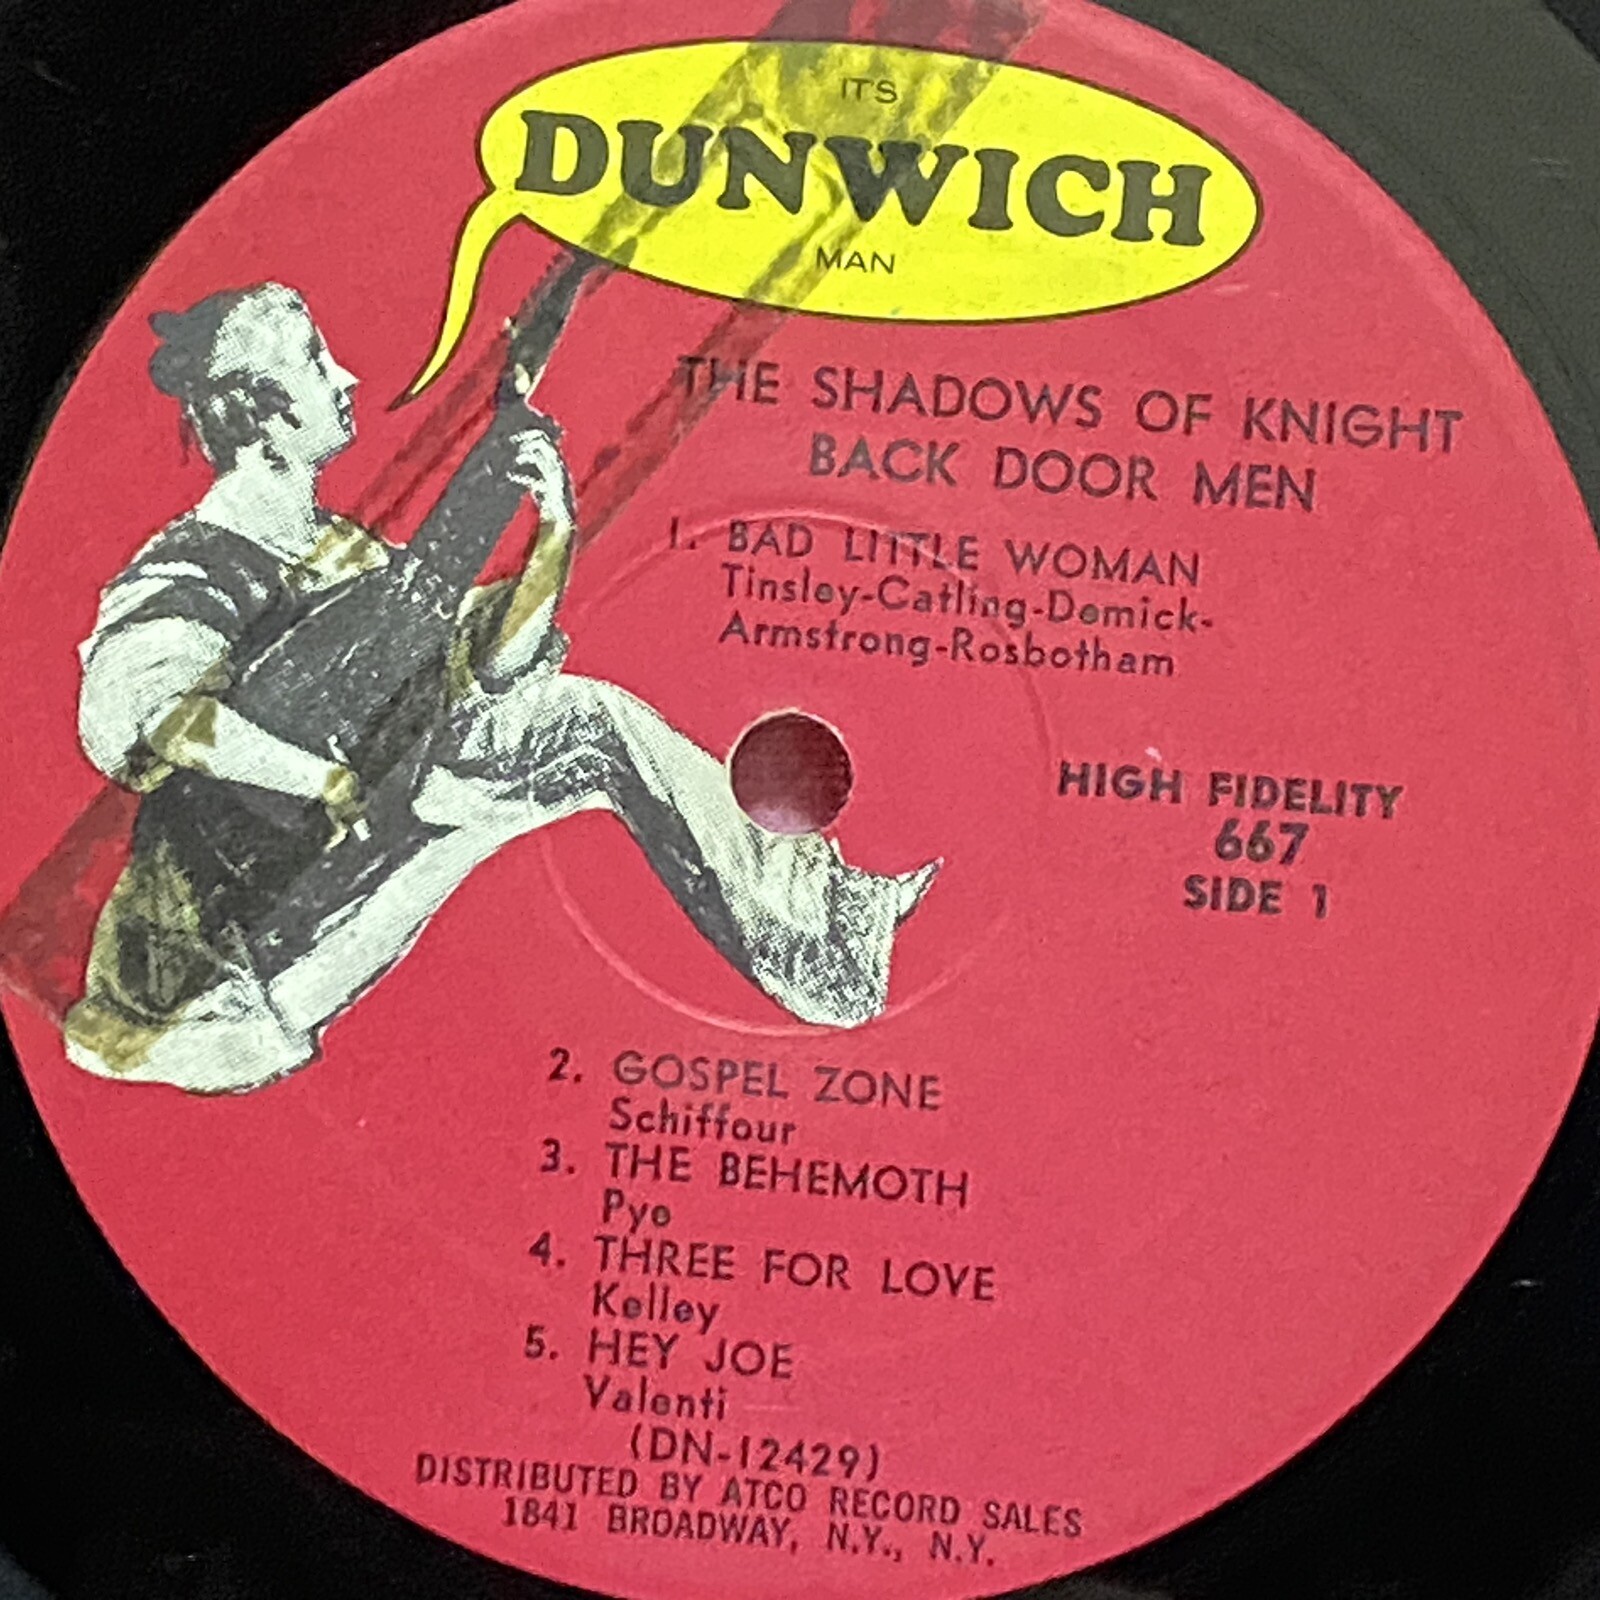 ITS
DUNWICH
MAN
THE SHADOWS OF KNIGHT
BACK DOOR MEN
1. BAD LITTLE WOMAN
Tinsley-Catling-Demick-
Armstrong-Rosbotham
HIGH FIDELITY
667
SIDE 1
2. GOSPEL ZONE
Schiffour
3. THE BEHEMOTH
Pye
4. THREE FOR LOVE
Kelley
5. HEY JOE
Valenti
(DN-12429)
DISTRIBUTED BY ATCO RECORD SALES
1841 BROADWAY, N.Y., N.Y.